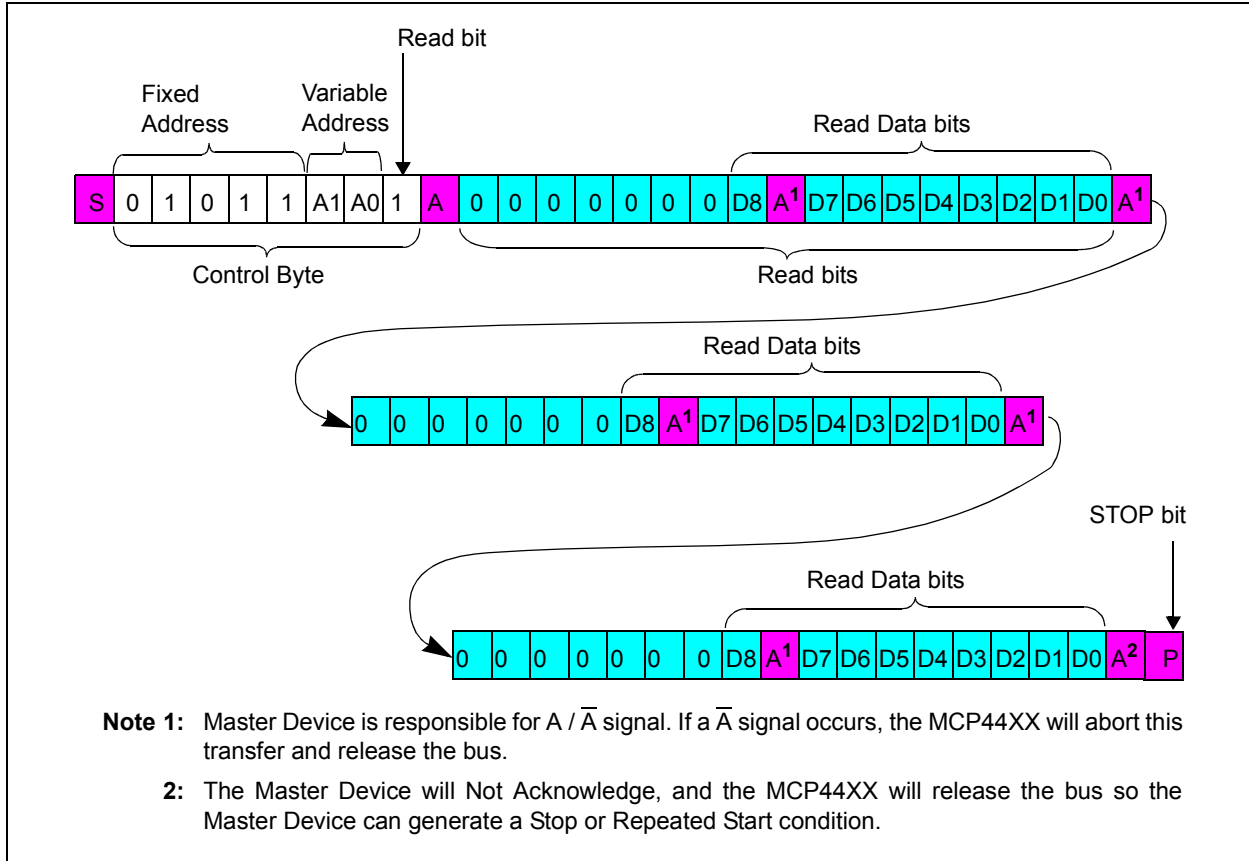 Read bit
Fixed Address
Variable Address
Read Data bits
S 0 1 0 1 1 A1 A0 1 A 0 0 0 0 0 0 0 D8 A¹ D7 D6 D5 D4 D3 D2 D1 D0 A¹
Control Byte
Read bits
Read Data bits
0 0 0 0 0 0 0 D8 A¹ D7 D6 D5 D4 D3 D2 D1 D0 A¹
STOP bit
Read Data bits
0 0 0 0 0 0 0 D8 A¹ D7 D6 D5 D4 D3 D2 D1 D0 A² P
Note 1: Master Device is responsible for A / A̅ signal. If a A̅ signal occurs, the MCP44XX will abort this
transfer and release the bus.
2: The Master Device will Not Acknowledge, and the MCP44XX will release the bus so the
Master Device can generate a Stop or Repeated Start condition.